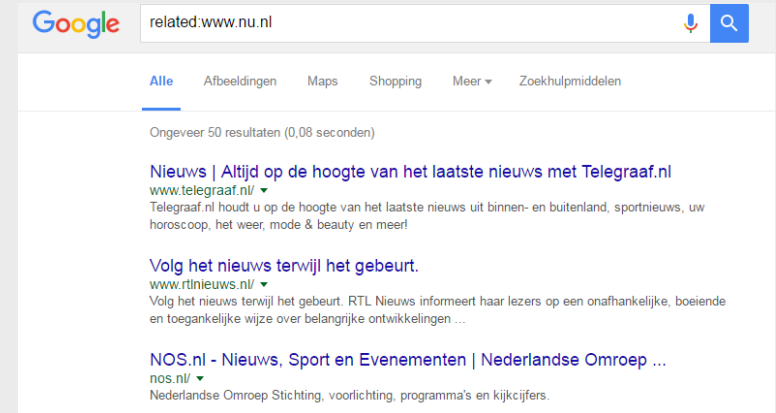 Google related:www.nu.nl
Alle Afbeeldingen Maps Shopping Meer Zoekhulpmiddelen
Ongeveer 50 resultaten (0,08 seconden)
Nieuws | Altijd op de hoogte van het laatste nieuws met Telegraaf.nl
www.telegraaf.nl/
Telegraaf.nl houdt u op de hoogte van het laatste nieuws uit binnen- en buitenland, sportnieuws, uw
horoscoop, het weer, mode & beauty en meer!
Volg het nieuws terwijl het gebeurt.
www.rtlnieuws.nl/
Volg het nieuws terwijl het gebeurt. RTL Nieuws informeert haar lezers op een onafhankelijke, boeiende
en toegankelijke wijze over belangrijke ontwikkelingen ...
NOS.nl - Nieuws, Sport en Evenementen | Nederlandse Omroep ...
nos.nl/
Nederlandse Omroep Stichting, voorlichting, programma's en kijkcijfers.